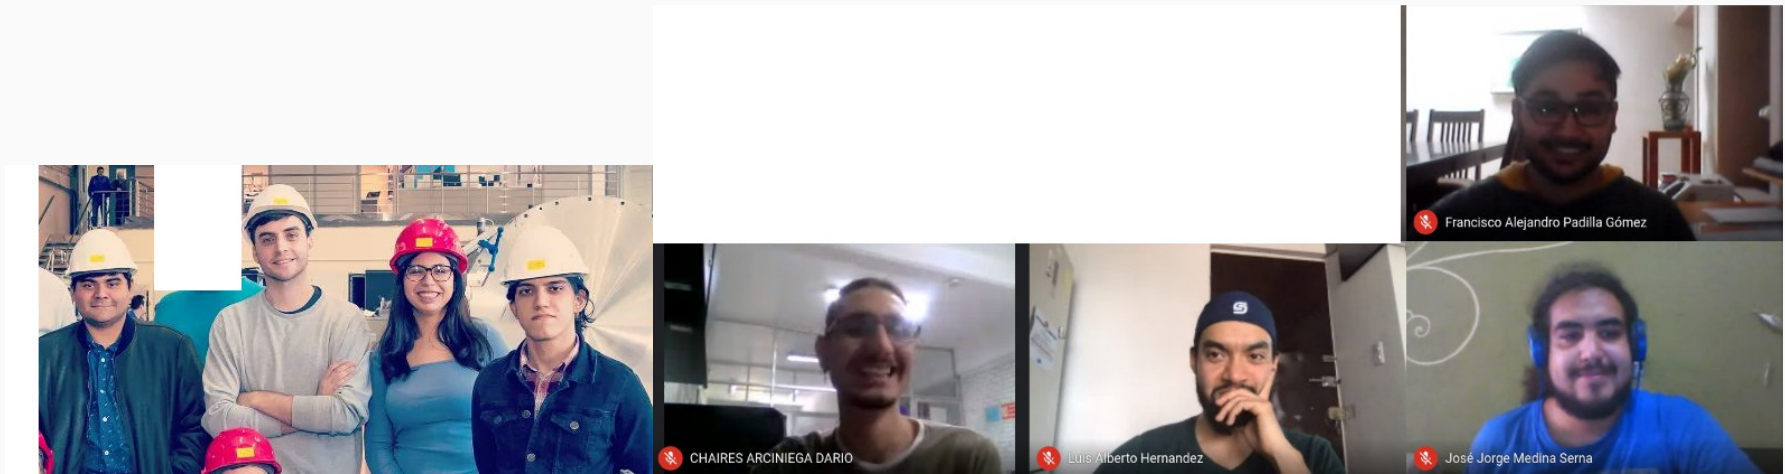 Francisco Alejandro Padilla Gómez
CHAIRES ARCINIEGA DARIO
Luis Alberto Hernandez
José Jorge Medina Serna